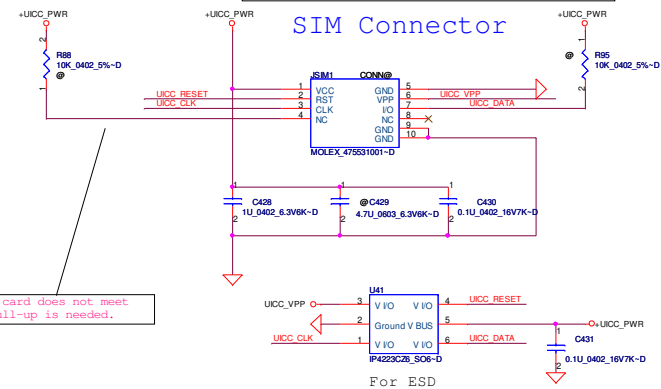 SIM Connector
+UICC_PWR
+UICC_PWR
+UICC_PWR
2
R88
10K_0402_5%~D
@
1
1
@
R95
10K_0402_5%~D
2
JSIM1
CONN@
1 VCC GND 5
UICC_RESET 2 RST VPP 6 UICC_VPP
UICC_CLK 3 CLK I/O 7 UICC_DATA
4 NC NC 8
GND 9
GND 10
MOLEX_475531001~D
1
C428
1U_0402_6.3V6K~D
2
1
@C429
4.7U_0603_6.3V6K~D
2
1
C430
0.1U_0402_16V7K~D
2
card does not meet
ll-up is needed.
U41
UICC_VPP 3 V I/O V I/O 4 UICC_RESET
2 Ground V BUS 5 +UICC_PWR
UICC_CLK 1 V I/O V I/O 6 UICC_DATA
IP4223CZ6_SO6~D
1
C431
0.1U_0402_16V7K~D
2
For ESD